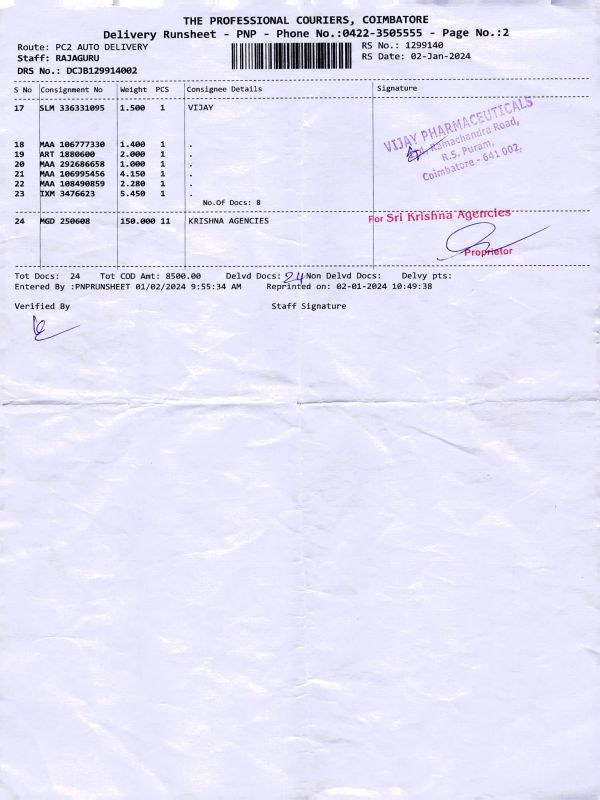 THE PROFESSIONAL COURIERS, COIMBATORE
Delivery Runsheet - PNP - Phone No.:0422-3505555 - Page No.:2
Route: PC2 AUTO DELIVERY
RS No.: 1299140
Staff: RAJAGURU
RS Date: 02-Jan-2024
DRS No.: DCJB129914002
S No Consignment No Weight PCS Consignee Details Signature
17 SLM 336331095 1.500 1 VIJAY
VIJAY PHARMACEUTICALS
Ramachandra Road,
R.S. Puram,
Coimbatore - 641 002.
18 MAA 106777330 1.400 1 .
19 ART 1880600 2.000 1 .
20 MAA 292686658 1.000 1 .
21 MAA 106995456 4.150 1 .
22 MAA 108490859 2.280 1 .
23 IXM 3476623 5.450 1 .
No.Of Docs: 8
24 MGD 250608 150.000 11 KRISHNA AGENCIES
For Sri Krishna Agencies
Proprietor
Tot Docs: 24 Tot COD Amt: 8500.00 Delvd Docs: 24 Non Delvd Docs: Delvy pts:
Entered By :PNPRUNSHEET 01/02/2024 9:55:34 AM Reprinted on: 02-01-2024 10:49:38
Verified By Staff Signature